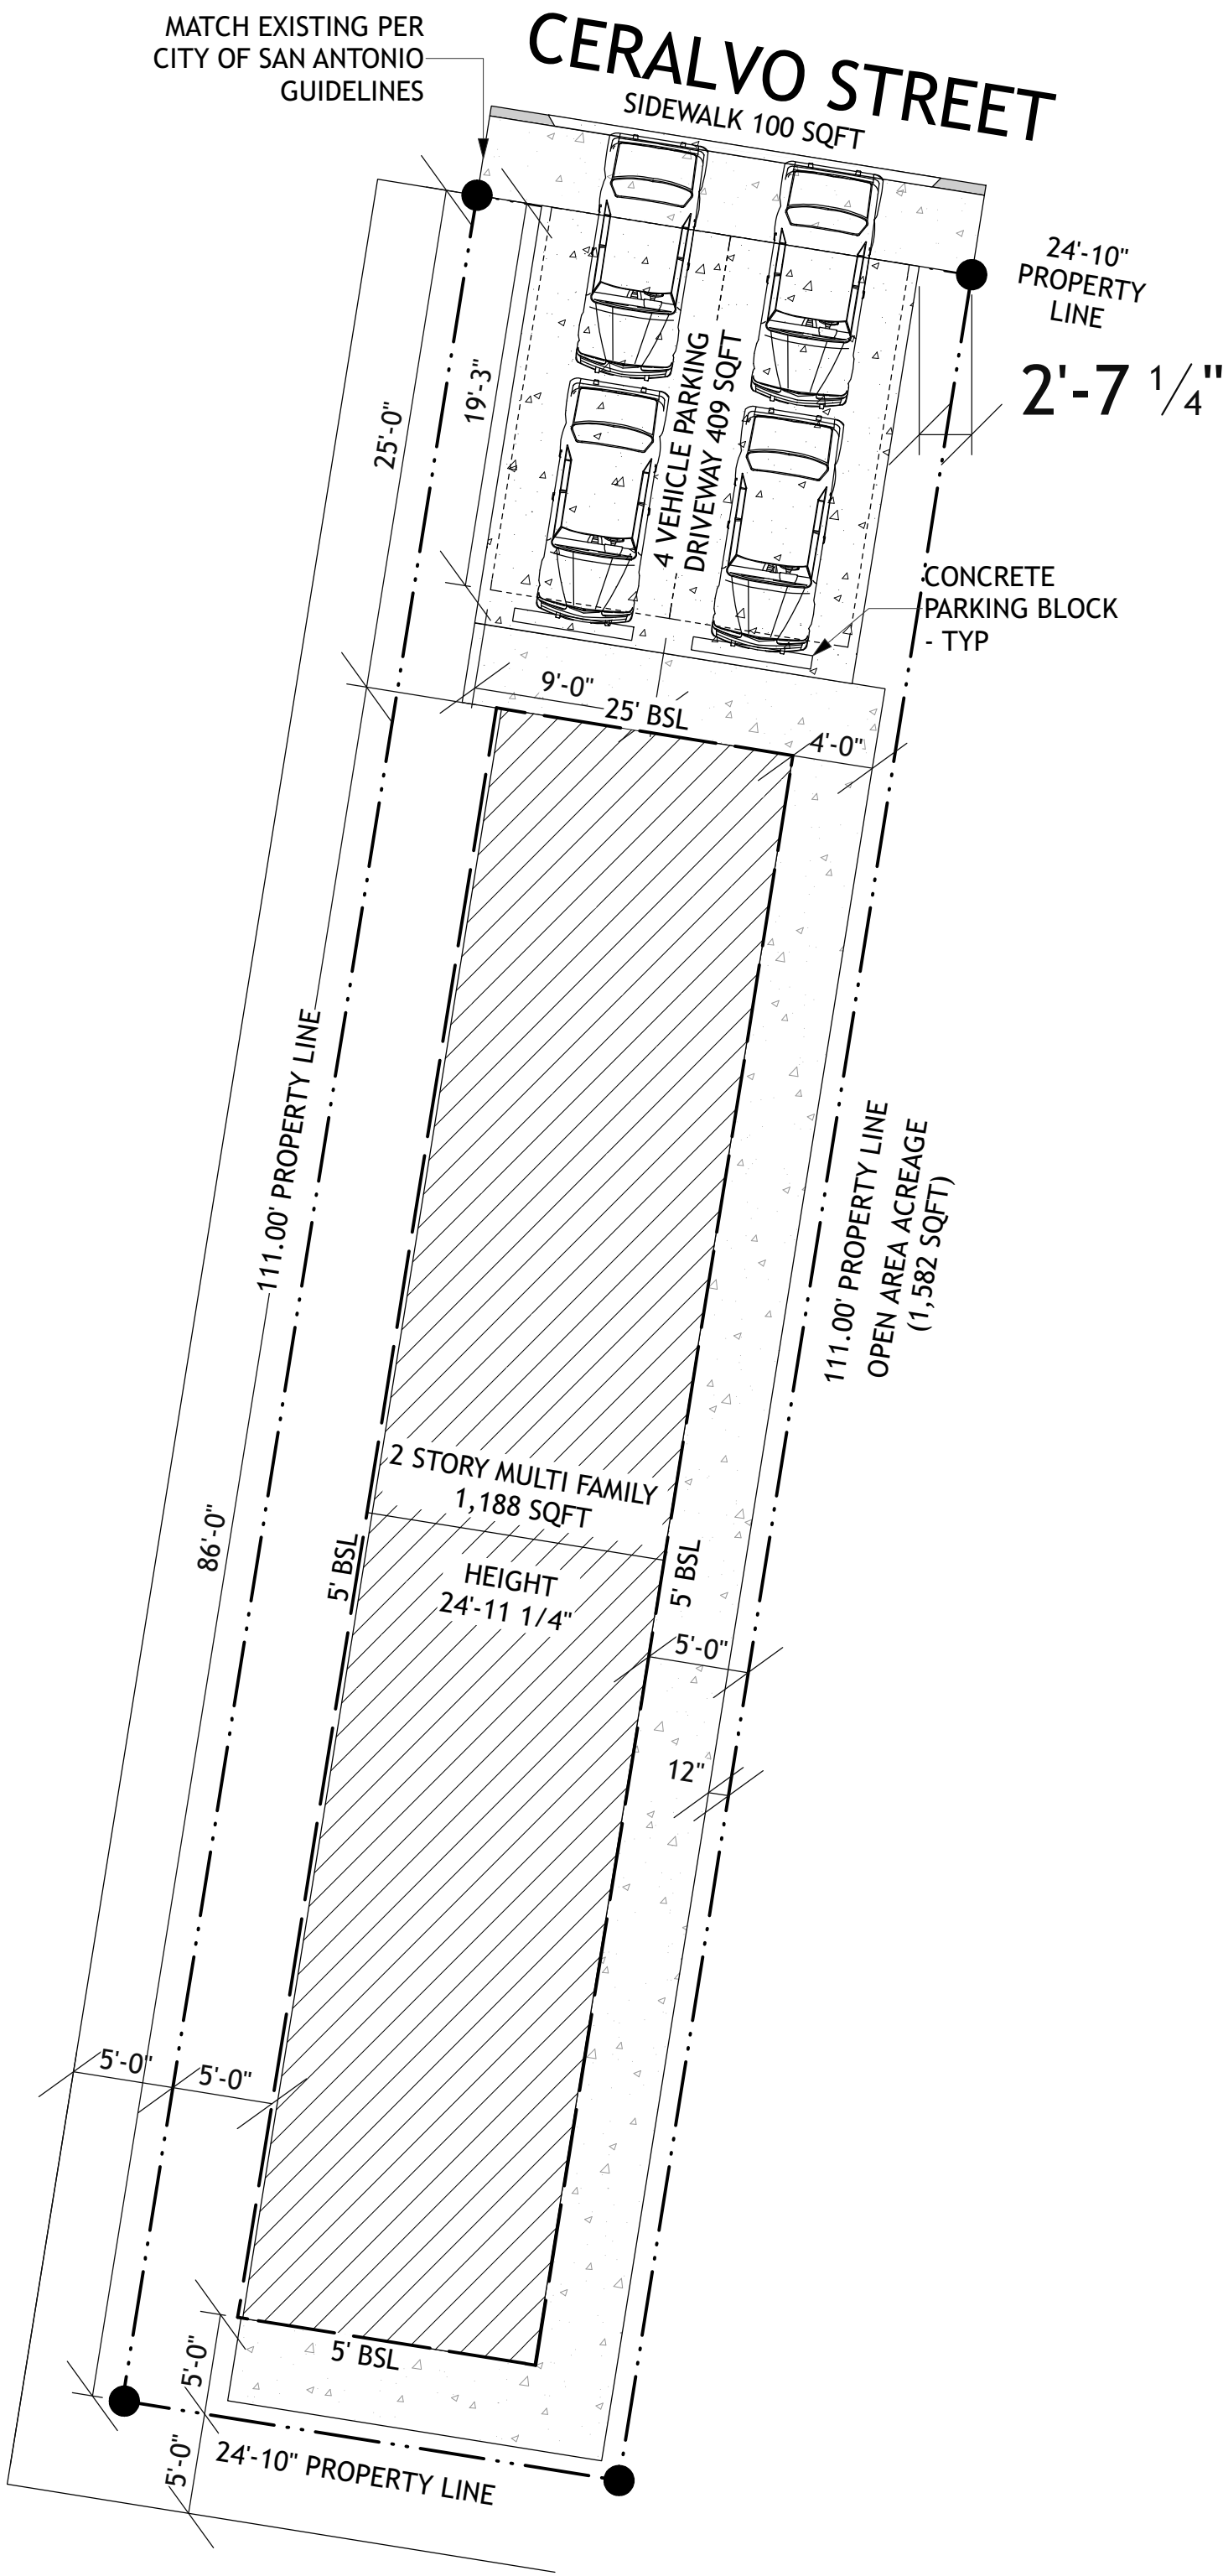 MATCH EXISTING PER
CITY OF SAN ANTONIO
GUIDELINES
CERALVO STREET
SIDEWALK 100 SQFT
24'-10"
PROPERTY
LINE
2'-7 1/4"
19'-3"
25'-0"
4 VEHICLE PARKING
DRIVEWAY 409 SQFT
CONCRETE
PARKING BLOCK
- TYP
9'-0"
25' BSL
4'-0"
111.00' PROPERTY LINE
111.00' PROPERTY LINE
OPEN AREA ACREAGE
(1,582 SQFT)
2 STORY MULTI FAMILY
1,188 SQFT
HEIGHT
24'-11 1/4"
86'-0"
5' BSL
5' BSL
5'-0"
12"
5'-0"
5'-0"
5' BSL
5'-0"
5'-0"
24'-10" PROPERTY LINE